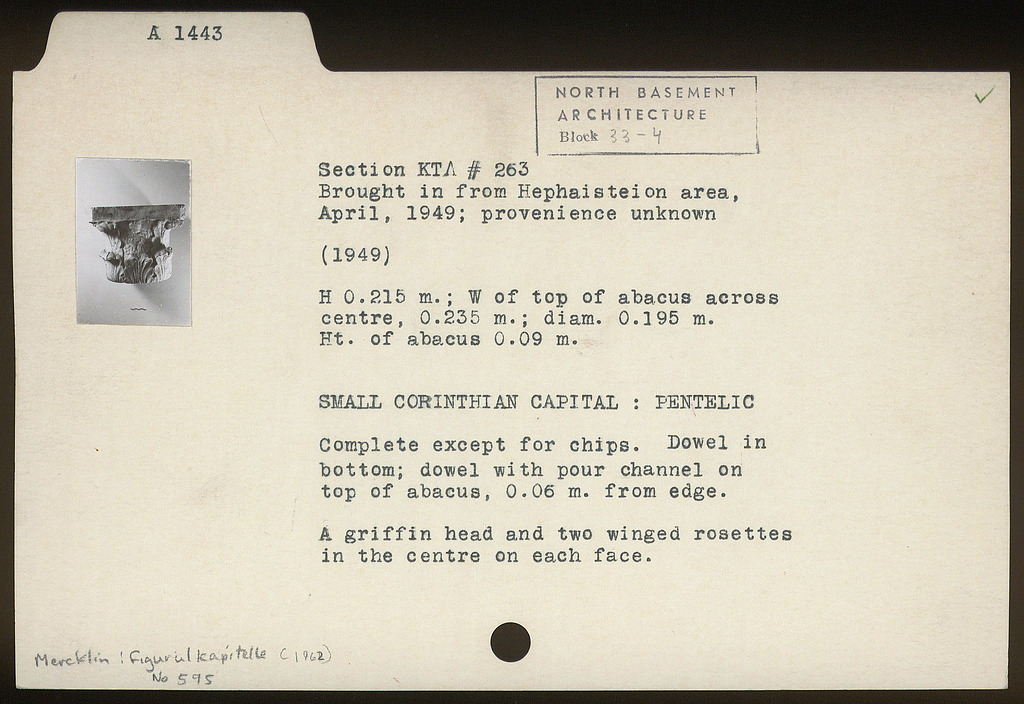 A 1443
NORTH BASEMENT
ARCHITECTURE
Block 33-4
Section KTΛ # 263
Brought in from Hephaisteion area,
April, 1949; provenience unknown
(1949)
H 0.215 m.; W of top of abacus across
centre, 0.235 m.; diam. 0.195 m.
Ht. of abacus 0.09 m.
SMALL CORINTHIAN CAPITAL : PENTELIC
Complete except for chips. Dowel in
bottom; dowel with pour channel on
top of abacus, 0.06 m. from edge.
A griffin head and two winged rosettes
in the centre on each face.
Mercklin : Figuralkapitelle (1962)
No 595